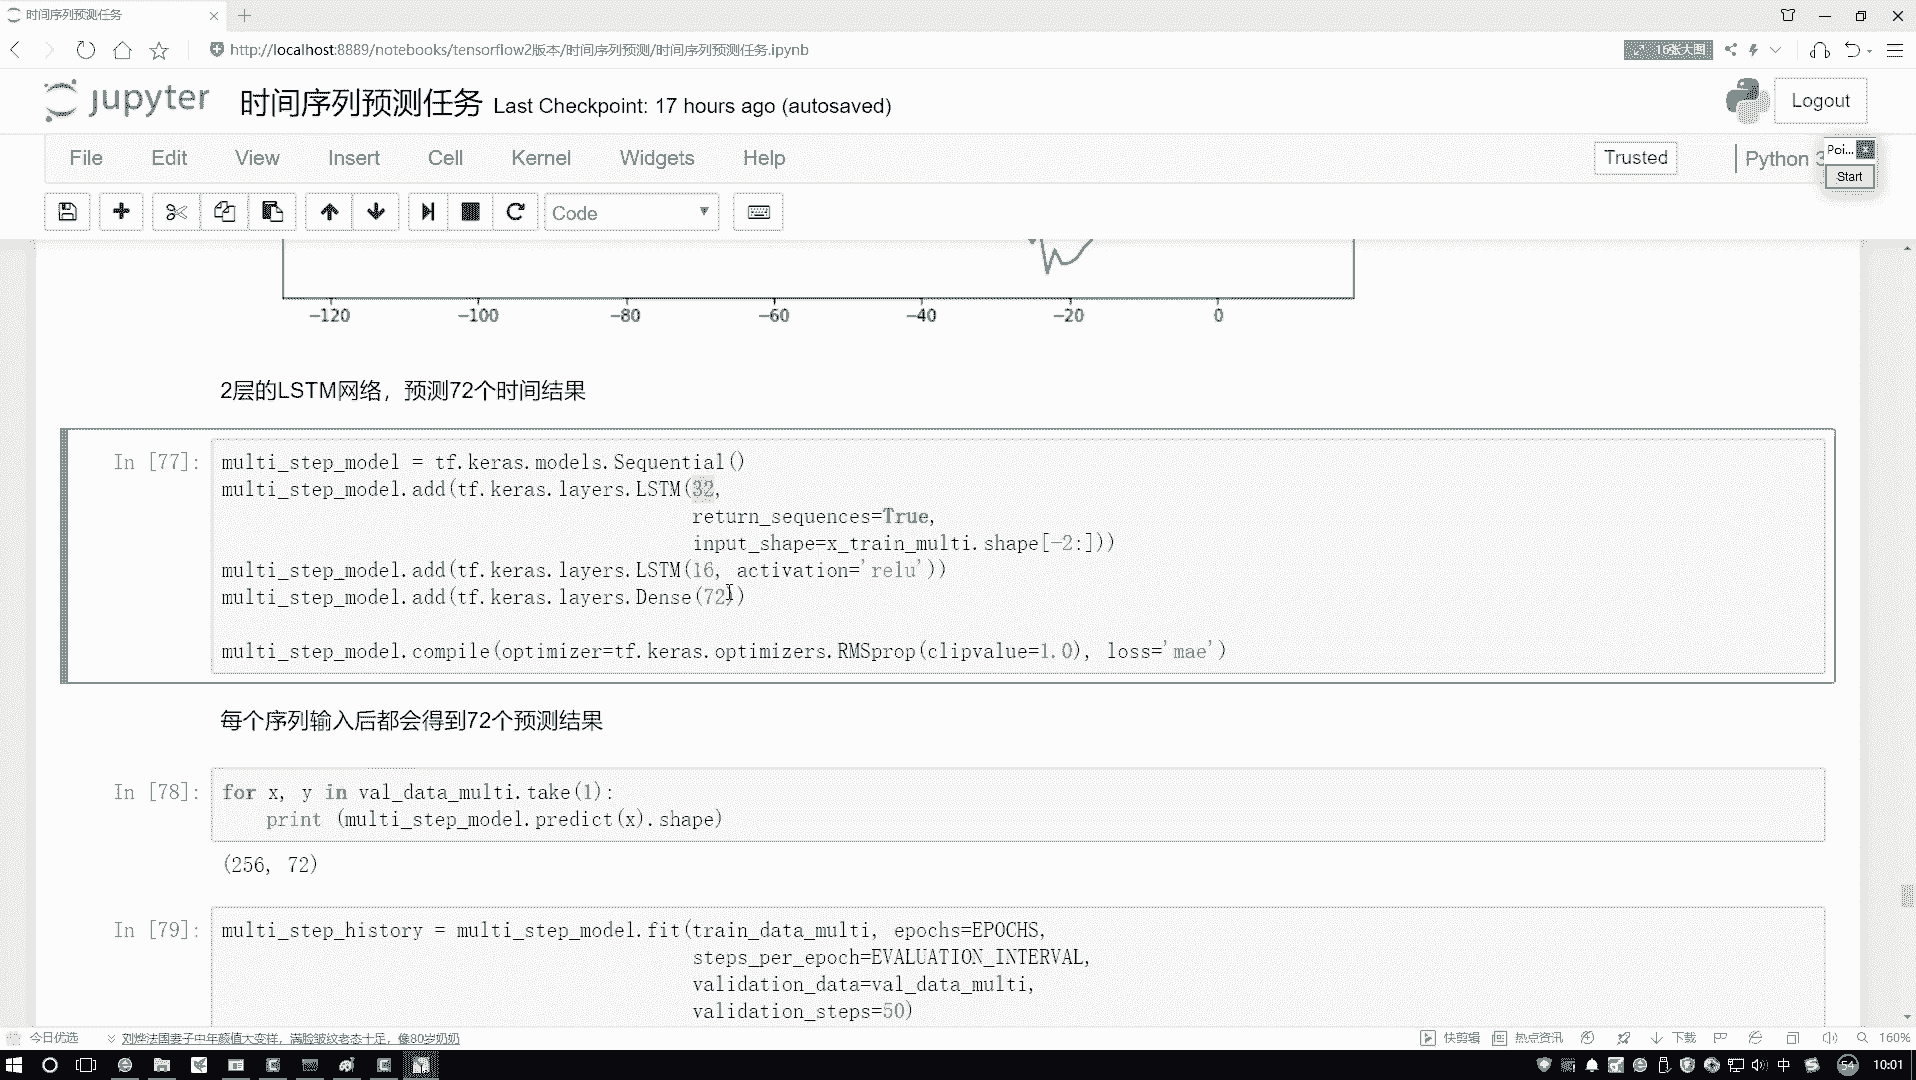 时间序列预测任务
http://localhost:8889/notebooks/tensorflow2版本/时间序列预测/时间序列预测任务.ipynb
16张大图
jupyter 时间序列预测任务 Last Checkpoint: 17 hours ago (autosaved)
Logout
File Edit View Insert Cell Kernel Widgets Help
Trusted
Python 3
Poi...
Start
Code
−120 −100 −80 −60 −40 −20 0
2层的LSTM网络，预测72个时间结果
In [77]: multi_step_model = tf.keras.models.Sequential()
multi_step_model.add(tf.keras.layers.LSTM(32,
return_sequences=True,
input_shape=x_train_multi.shape[-2:]))
multi_step_model.add(tf.keras.layers.LSTM(16, activation='relu'))
multi_step_model.add(tf.keras.layers.Dense(72))
multi_step_model.compile(optimizer=tf.keras.optimizers.RMSprop(clipvalue=1.0), loss='mae')
每个序列输入后都会得到72个预测结果
In [78]: for x, y in val_data_multi.take(1):
print (multi_step_model.predict(x).shape)
(256, 72)
In [79]: multi_step_history = multi_step_model.fit(train_data_multi, epochs=EPOCHS,
steps_per_epoch=EVALUATION_INTERVAL,
validation_data=val_data_multi,
validation_steps=50)
今日优选 刘烨法国妻子中年颜值大变样，满脸皱纹老态十足，像80岁奶奶
快剪辑 热点资讯 下载 160%
中 54 10:01